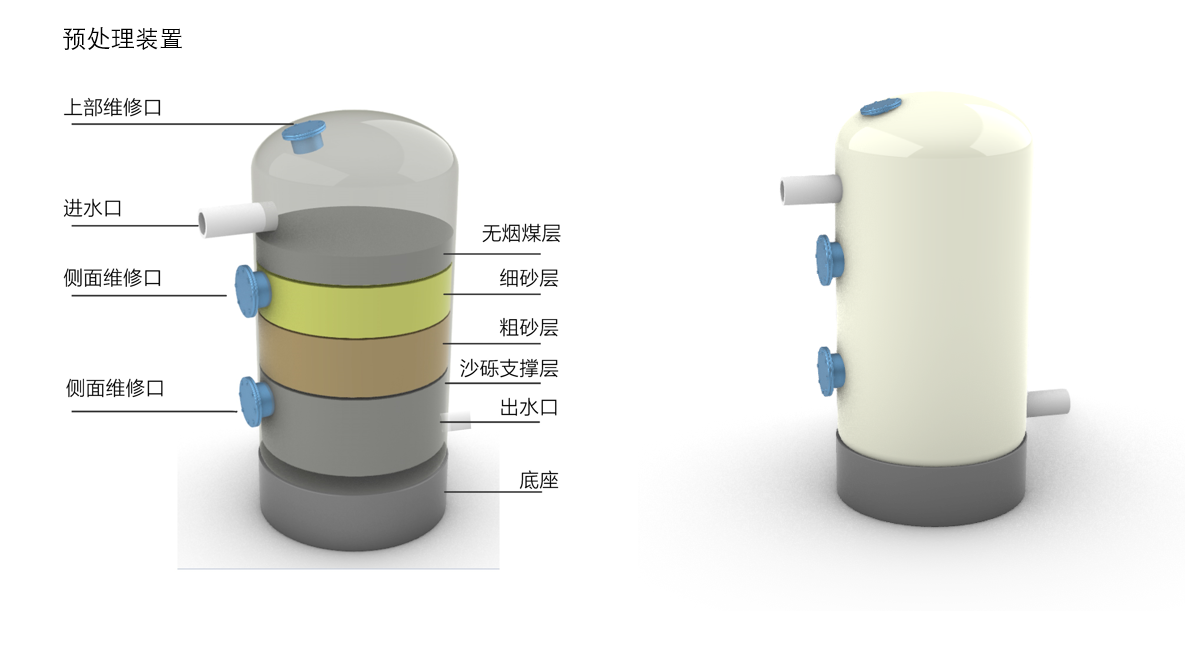 预处理装置
上部维修口
进水口
侧面维修口
侧面维修口
无烟煤层
细砂层
粗砂层
沙砾支撑层
出水口
底座